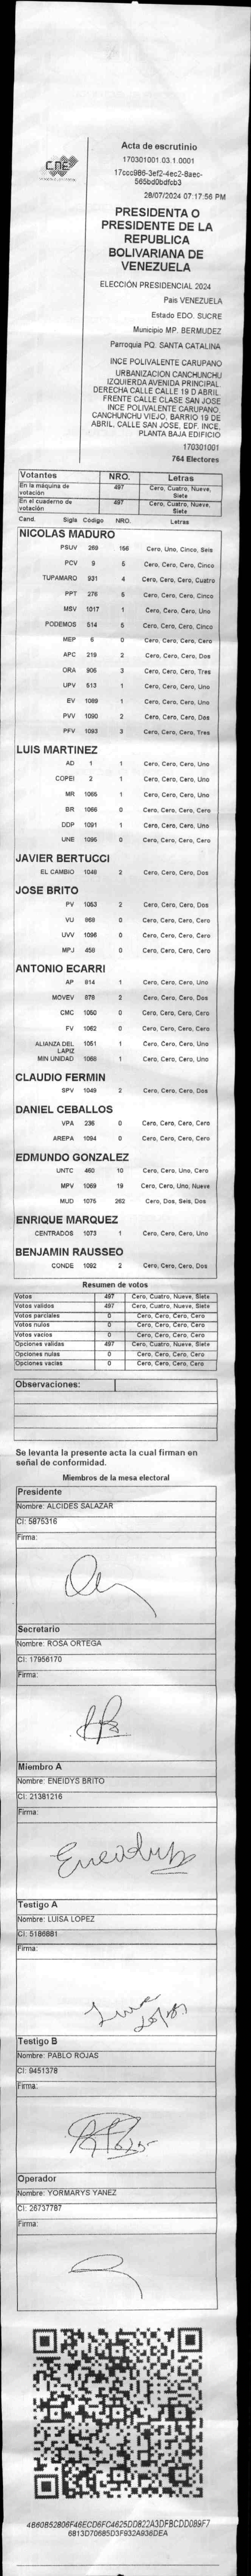 CNE
Acta de escrutinio
170301001.03.1.0001
17ccc986-3ef2-4ec2-8aec-
565bd0bdfcb3
28/07/2024 07:17:56 PM
PRESIDENTA O
PRESIDENTE DE LA
REPUBLICA
BOLIVARIANA DE
VENEZUELA
ELECCIÓN PRESIDENCIAL 2024
Pais VENEZUELA
Estado EDO. SUCRE
Municipio MP. BERMUDEZ
Parroquia PQ. SANTA CATALINA
INCE POLIVALENTE CARUPANO
URBANIZACION CANCHUNCHU
IZQUIERDA AVENIDA PRINCIPAL.
DERECHA CALLE CALLE 19 D ABRIL.
FRENTE CALLE CLASE SAN JOSE
INCE POLIVALENTE CARUPANO,
CANCHUNCHU VIEJO, BARRIO 19 DE
ABRIL, CALLE SAN JOSE, EDF. INCE,
PLANTA BAJA EDIFICIO
170301001
764 Electores
Votantes NRO. Letras
En la máquina de votación 497 Cero, Cuatro, Nueve, Siete
En el cuaderno de votación 497 Cero, Cuatro, Nueve, Siete
Cand. Sigla Código NRO. Letras
NICOLAS MADURO
PSUV 269 156 Cero, Uno, Cinco, Seis
PCV 9 5 Cero, Cero, Cero, Cinco
TUPAMARO 931 4 Cero, Cero, Cero, Cuatro
PPT 276 5 Cero, Cero, Cero, Cinco
MSV 1017 1 Cero, Cero, Cero, Uno
PODEMOS 514 5 Cero, Cero, Cero, Cinco
MEP 6 0 Cero, Cero, Cero, Cero
APC 219 2 Cero, Cero, Cero, Dos
ORA 906 3 Cero, Cero, Cero, Tres
UPV 513 1 Cero, Cero, Cero, Uno
EV 1089 1 Cero, Cero, Cero, Uno
PVV 1090 2 Cero, Cero, Cero, Dos
PFV 1093 3 Cero, Cero, Cero, Tres
LUIS MARTINEZ
AD 1 1 Cero, Cero, Cero, Uno
COPEI 2 1 Cero, Cero, Cero, Uno
MR 1065 1 Cero, Cero, Cero, Uno
BR 1066 0 Cero, Cero, Cero, Cero
DDP 1091 1 Cero, Cero, Cero, Uno
UNE 1095 0 Cero, Cero, Cero, Cero
JAVIER BERTUCCI
EL CAMBIO 1048 2 Cero, Cero, Cero, Dos
JOSE BRITO
PV 1053 2 Cero, Cero, Cero, Dos
VU 869 0 Cero, Cero, Cero, Cero
UVV 1096 0 Cero, Cero, Cero, Cero
MPJ 458 0 Cero, Cero, Cero, Cero
ANTONIO ECARRI
AP 814 1 Cero, Cero, Cero, Uno
MOVEV 878 2 Cero, Cero, Cero, Dos
CMC 1050 0 Cero, Cero, Cero, Cero
FV 1062 0 Cero, Cero, Cero, Cero
ALIANZA DEL LAPIZ 1051 1 Cero, Cero, Cero, Uno
MIN UNIDAD 1068 1 Cero, Cero, Cero, Uno
CLAUDIO FERMIN
SPV 1049 2 Cero, Cero, Cero, Dos
DANIEL CEBALLOS
VPA 236 0 Cero, Cero, Cero, Cero
AREPA 1094 0 Cero, Cero, Cero, Cero
EDMUNDO GONZALEZ
UNTC 460 10 Cero, Cero, Uno, Cero
MPV 1069 19 Cero, Cero, Uno, Nueve
MUD 1075 262 Cero, Dos, Seis, Dos
ENRIQUE MARQUEZ
CENTRADOS 1073 1 Cero, Cero, Cero, Uno
BENJAMIN RAUSSEO
CONDE 1092 2 Cero, Cero, Cero, Dos
Resumen de votos
Votos 497 Cero, Cuatro, Nueve, Siete
Votos validos 497 Cero, Cuatro, Nueve, Siete
Votos parciales 0 Cero, Cero, Cero, Cero
Votos nulos 0 Cero, Cero, Cero, Cero
Votos vacios 0 Cero, Cero, Cero, Cero
Opciones validas 497 Cero, Cuatro, Nueve, Siete
Opciones nulas 0 Cero, Cero, Cero, Cero
Opciones vacias 0 Cero, Cero, Cero, Cero
Observaciones:
Se levanta la presente acta la cual firman en
señal de conformidad.
Miembros de la mesa electoral
Presidente
Nombre: ALCIDES SALAZAR
CI: 5875316
Firma:
Secretario
Nombre: ROSA ORTEGA
CI: 17956170
Firma:
Miembro A
Nombre: ENEIDYS BRITO
CI: 21381216
Firma:
Testigo A
Nombre: LUISA LOPEZ
CI: 5186881
Firma:
Testigo B
Nombre: PABLO ROJAS
CI: 9451378
Firma:
Operador
Nombre: YORMARYS YANEZ
CI: 26737787
Firma:
4B60B52806F46ECD6FC4625DD822A3DFBCDD089F7
6813D70685D3F932A936DEA